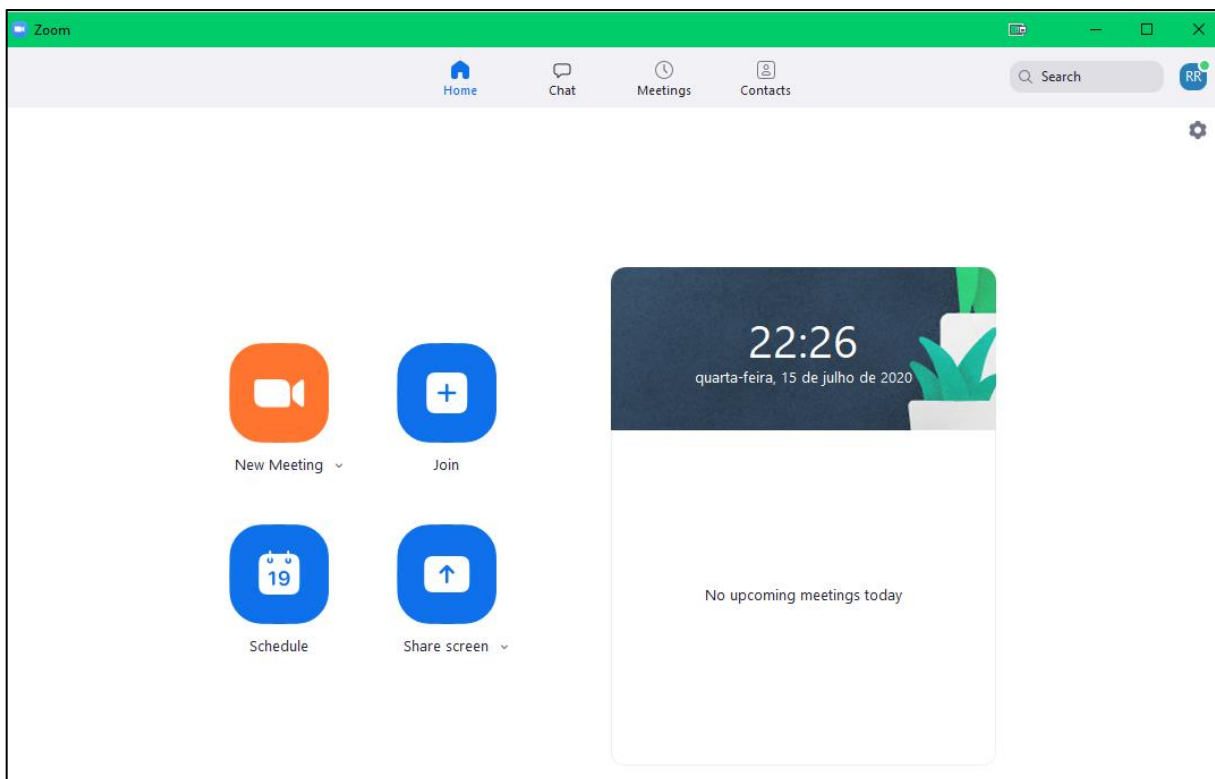 Zoom
Home
Chat
Meetings
Contacts
Search
RR
22:26
quarta-feira, 15 de julho de 2020
New Meeting
Join
19
Schedule
Share screen
No upcoming meetings today